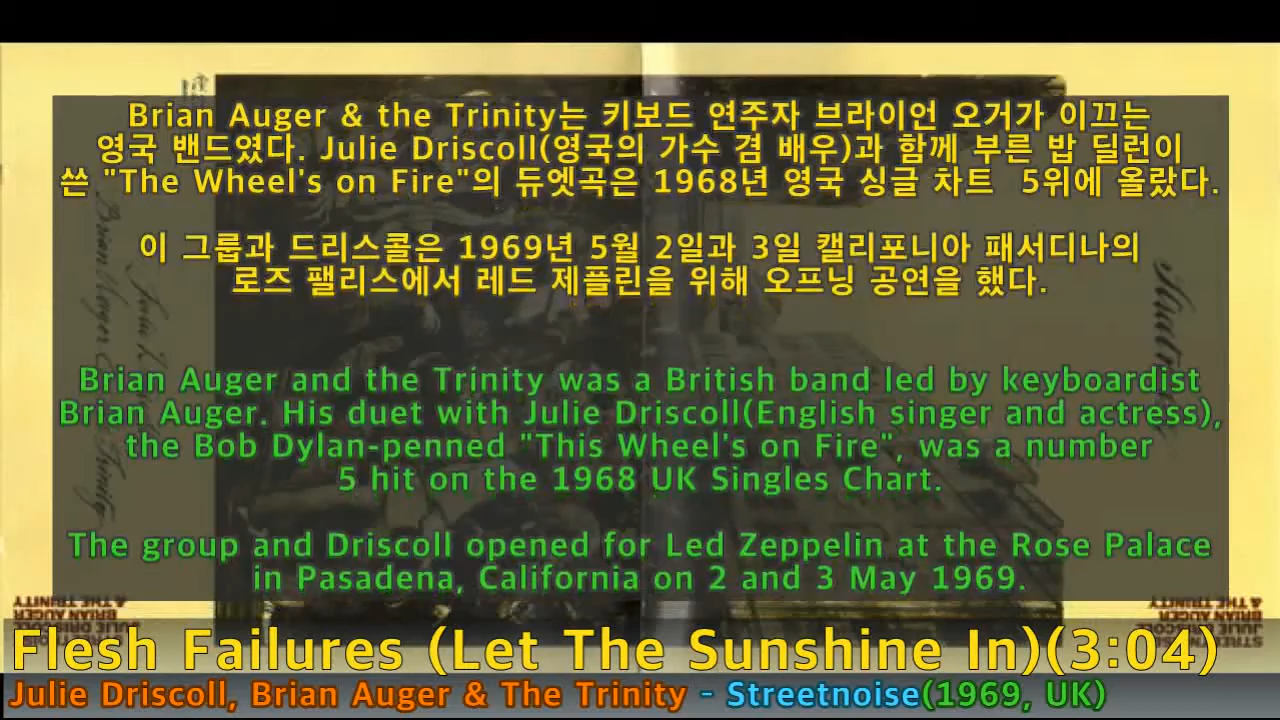 Brian Auger & the Trinity는 키보드 연주자 브라이언 오거가 이끄는
영국 밴드였다. Julie Driscoll(영국의 가수 겸 배우)과 함께 부른 밥 딜런이
쓴 "The Wheel's on Fire"의 듀엣곡은 1968년 영국 싱글 차트 5위에 올랐다.
이 그룹과 드리스콜은 1969년 5월 2일과 3일 캘리포니아 패서디나의
로즈 팰리스에서 레드 제플린을 위해 오프닝 공연을 했다.
Brian Auger and the Trinity was a British band led by keyboardist
Brian Auger. His duet with Julie Driscoll(English singer and actress),
the Bob Dylan-penned "This Wheel's on Fire", was a number
5 hit on the 1968 UK Singles Chart.
The group and Driscoll opened for Led Zeppelin at the Rose Palace
in Pasadena, California on 2 and 3 May 1969.
Flesh Failures (Let The Sunshine In)(3:04)
Julie Driscoll, Brian Auger & The Trinity - Streetnoise(1969, UK)